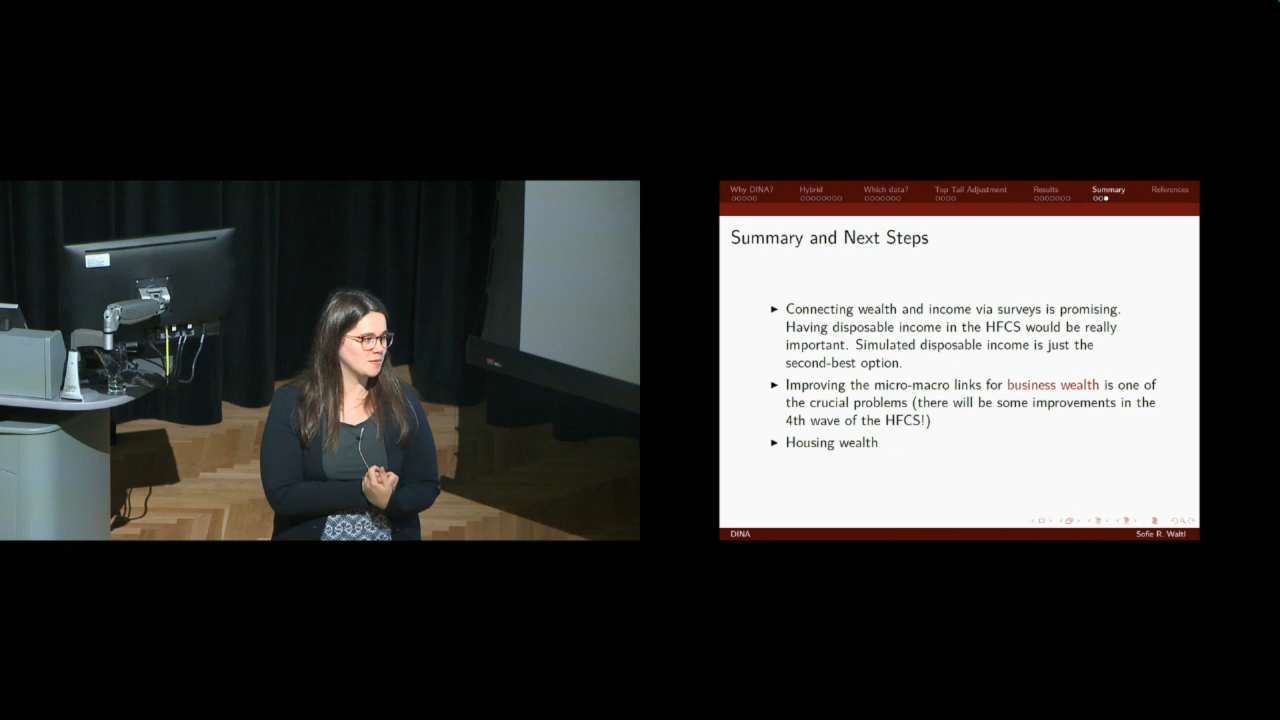 Why DINA? Hybrid Which data? Top Tail Adjustment Results Summary References
Summary and Next Steps
► Connecting wealth and income via surveys is promising.
Having disposable income in the HFCS would be really
important. Simulated disposable income is just the
second-best option.
► Improving the micro-macro links for business wealth is one of
the crucial problems (there will be some improvements in the
4th wave of the HFCS!)
► Housing wealth
DINA Sofie R. Waltl